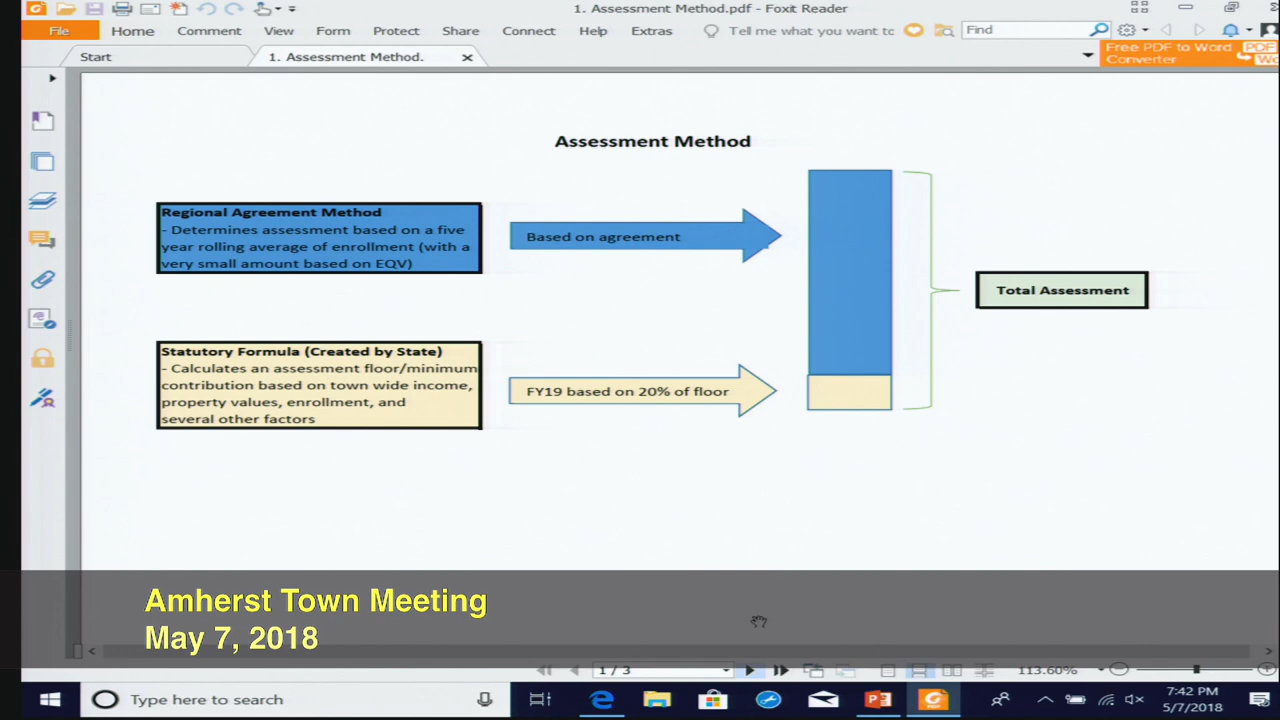 1. Assessment Method.pdf - Foxit Reader
File Home Comment View Form Protect Share Connect Help Extras Tell me what you want to Find
Start 1. Assessment Method.
Free PDF to Word
Converter
Assessment Method
Regional Agreement Method
- Determines assessment based on a five
year rolling average of enrollment (with a
very small amount based on EQV)
Based on agreement
Total Assessment
Statutory Formula (Created by State)
- Calculates an assessment floor/minimum
contribution based on town wide income,
property values, enrollment, and
several other factors
FY19 based on 20% of floor
Amherst Town Meeting
May 7, 2018
1 / 3
113.60%
Type here to search
7:42 PM
5/7/2018